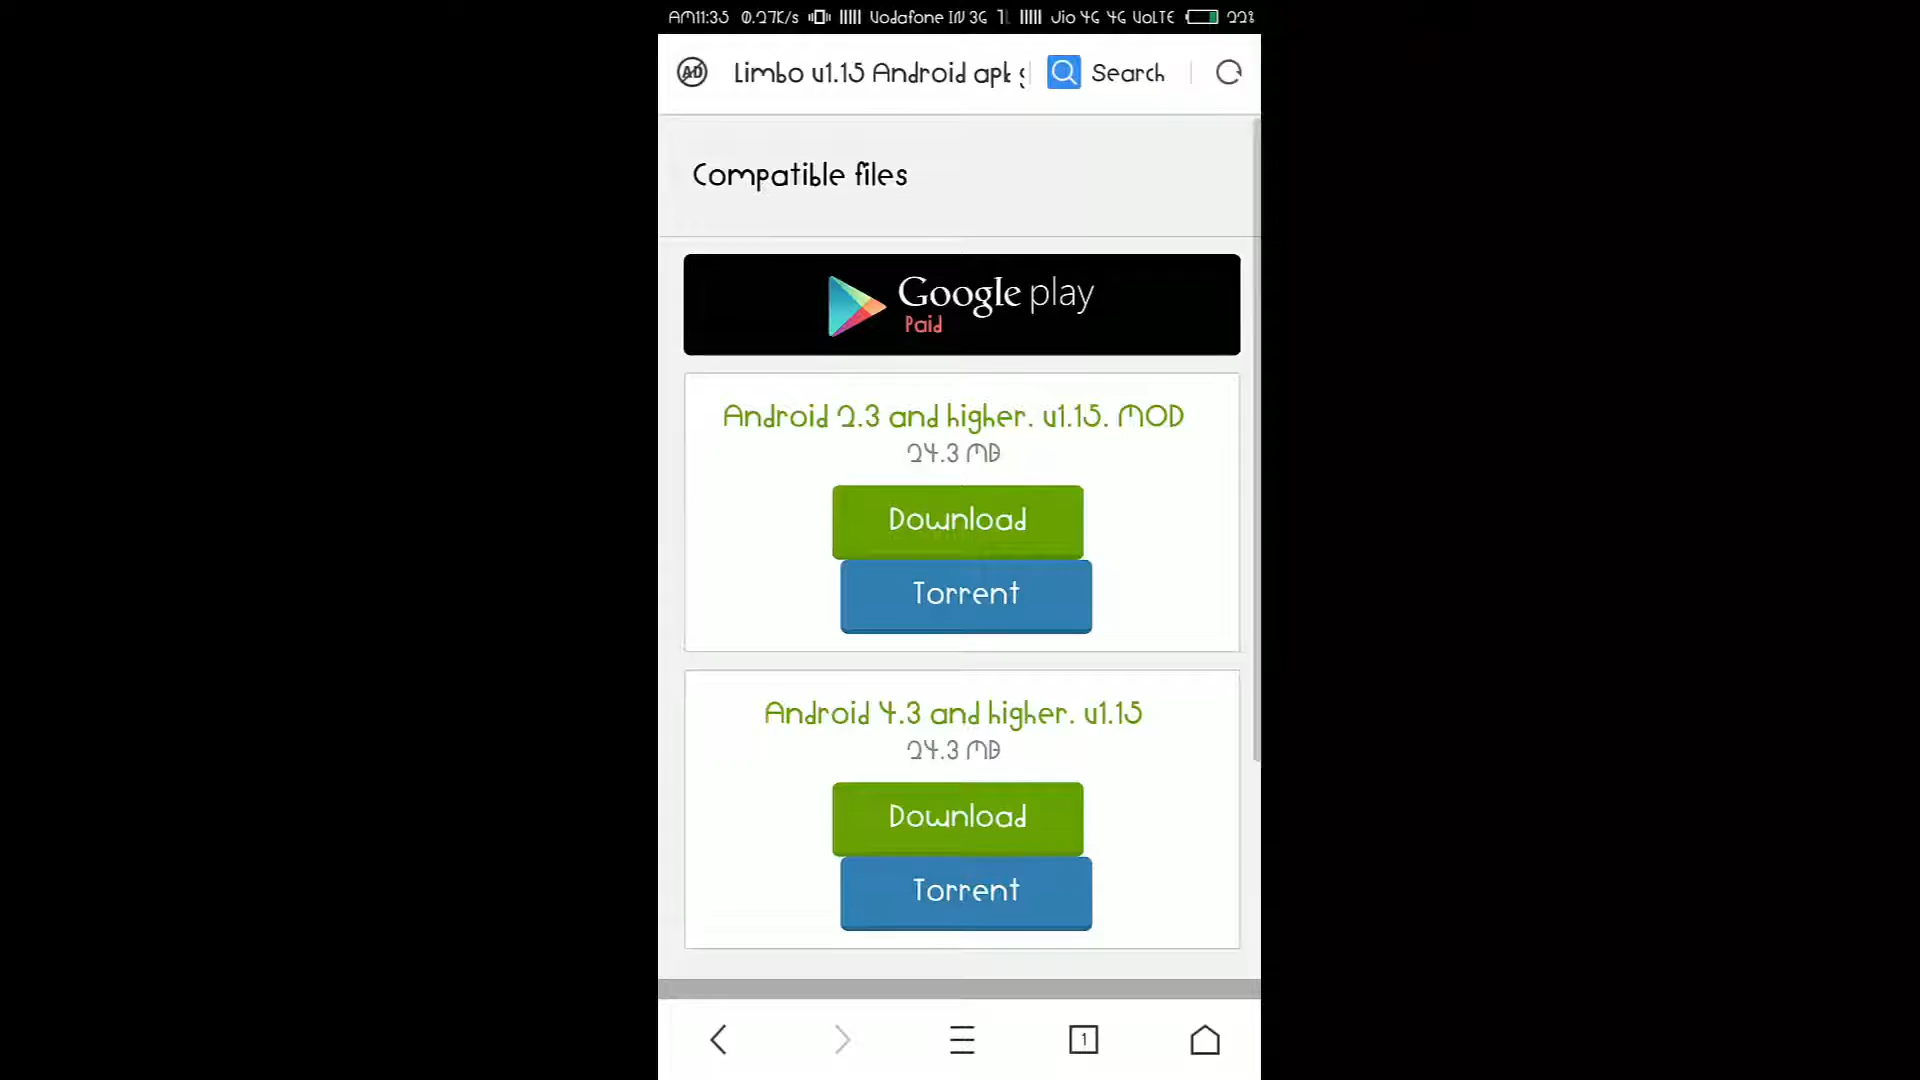 AM11:35 0.27K/s Vodafone IN 3G Jio 4G 4G VoLTE 22%
AD Limbo v1.15 Android apk Search
Compatible files
Google play
Paid
Android 2.3 and higher. v1.15. MOD
24.3 MB
Download
Torrent
Android 4.3 and higher. v1.15
24.3 MB
Download
Torrent
1